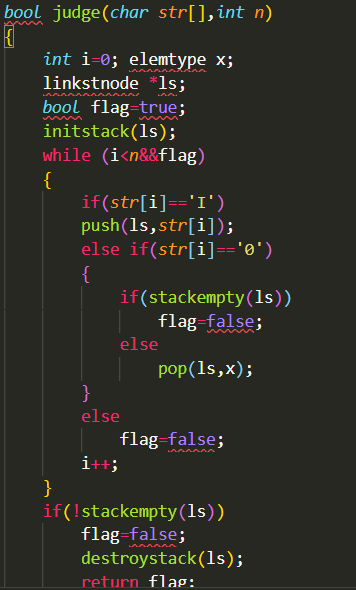 bool judge(char str[],int n)
{
    int i=0; elemtype x;
    linkstnode *ls;
    bool flag=true;
    initstack(ls);
    while (i<n&&flag)
    {
        if(str[i]=='I')
        push(ls,str[i]);
        else if(str[i]=='0')
        {
            if(stackempty(ls))
                flag=false;
            else
                pop(ls,x);
        }
        else
            flag=false;
        i++;
    }
    if(!stackempty(ls))
        flag=false;
        destroystack(ls);
        return flag;